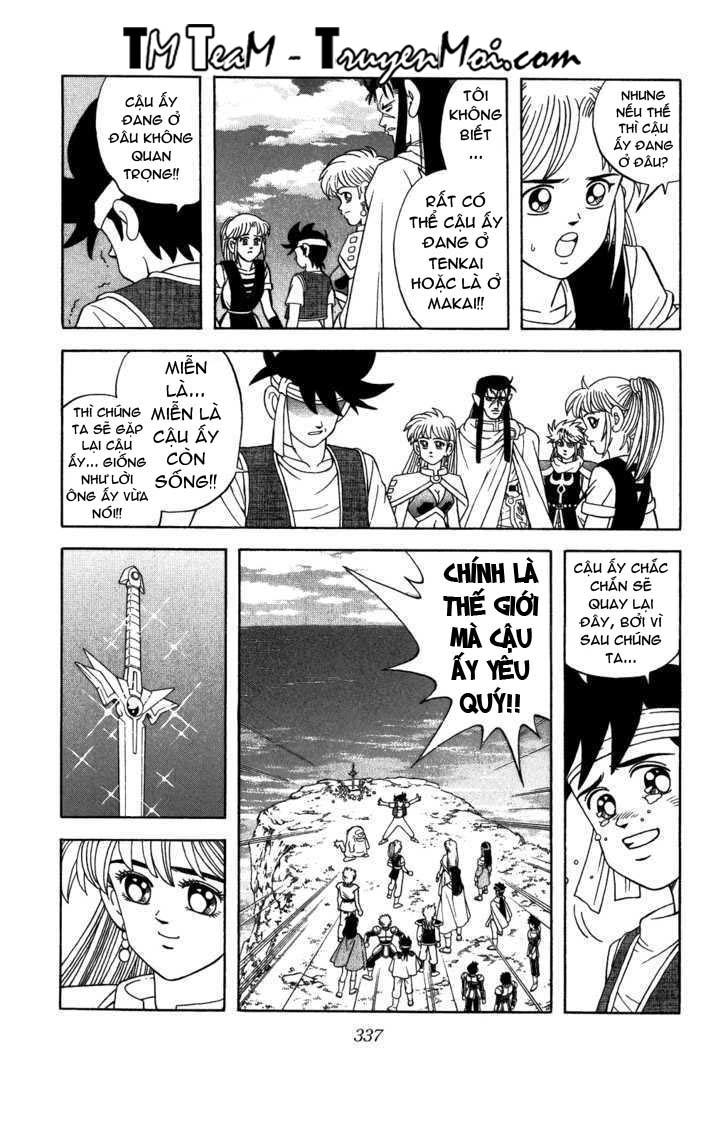 TM TeaM - TruyenMoi.com
NHƯNG
NẾU THẾ
THÌ CẬU
ẤY ĐANG
Ở ĐÂU?
TÔI
KHÔNG
BIẾT
...
RẤT CÓ
THỂ CẬU ẤY
ĐANG Ở
TENKAI
HOẶC LÀ Ở
MAKAI!!
CẬU ẤY
ĐANG Ở
ĐÂU KHÔNG
QUAN
TRỌNG!!
MIỄN
LÀ...
MIỄN LÀ
CẬU ẤY
CÒN
SỐNG!!
THÌ CHÚNG
TA SẼ GẶP
LẠI CẬU
ẤY... GIỐNG
NHƯ LỜI
ÔNG ẤY VỪA
NÓI!!
CẬU ẤY CHẮC
CHẮN SẼ
QUAY LẠI
ĐÂY, BỞI VÌ
SAU CHÚNG
TA...
CHÍNH LÀ
THẾ GIỚI
MÀ CẬU
ẤY YÊU
QUÝ!!
337